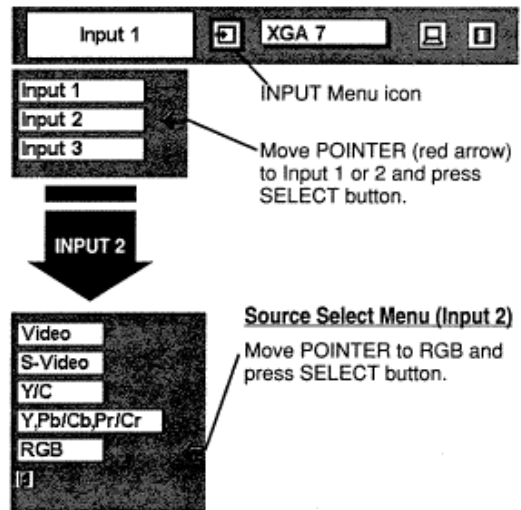 Input 1
XGA 7
INPUT Menu icon
Input 1
Input 2
Input 3
Move POINTER (red arrow)
to Input 1 or 2 and press
SELECT button.
INPUT 2
Source Select Menu (Input 2)
Video
S-Video
Y/C
Y,Pb/Cb,Pr/Cr
RGB
Move POINTER to RGB and
press SELECT button.